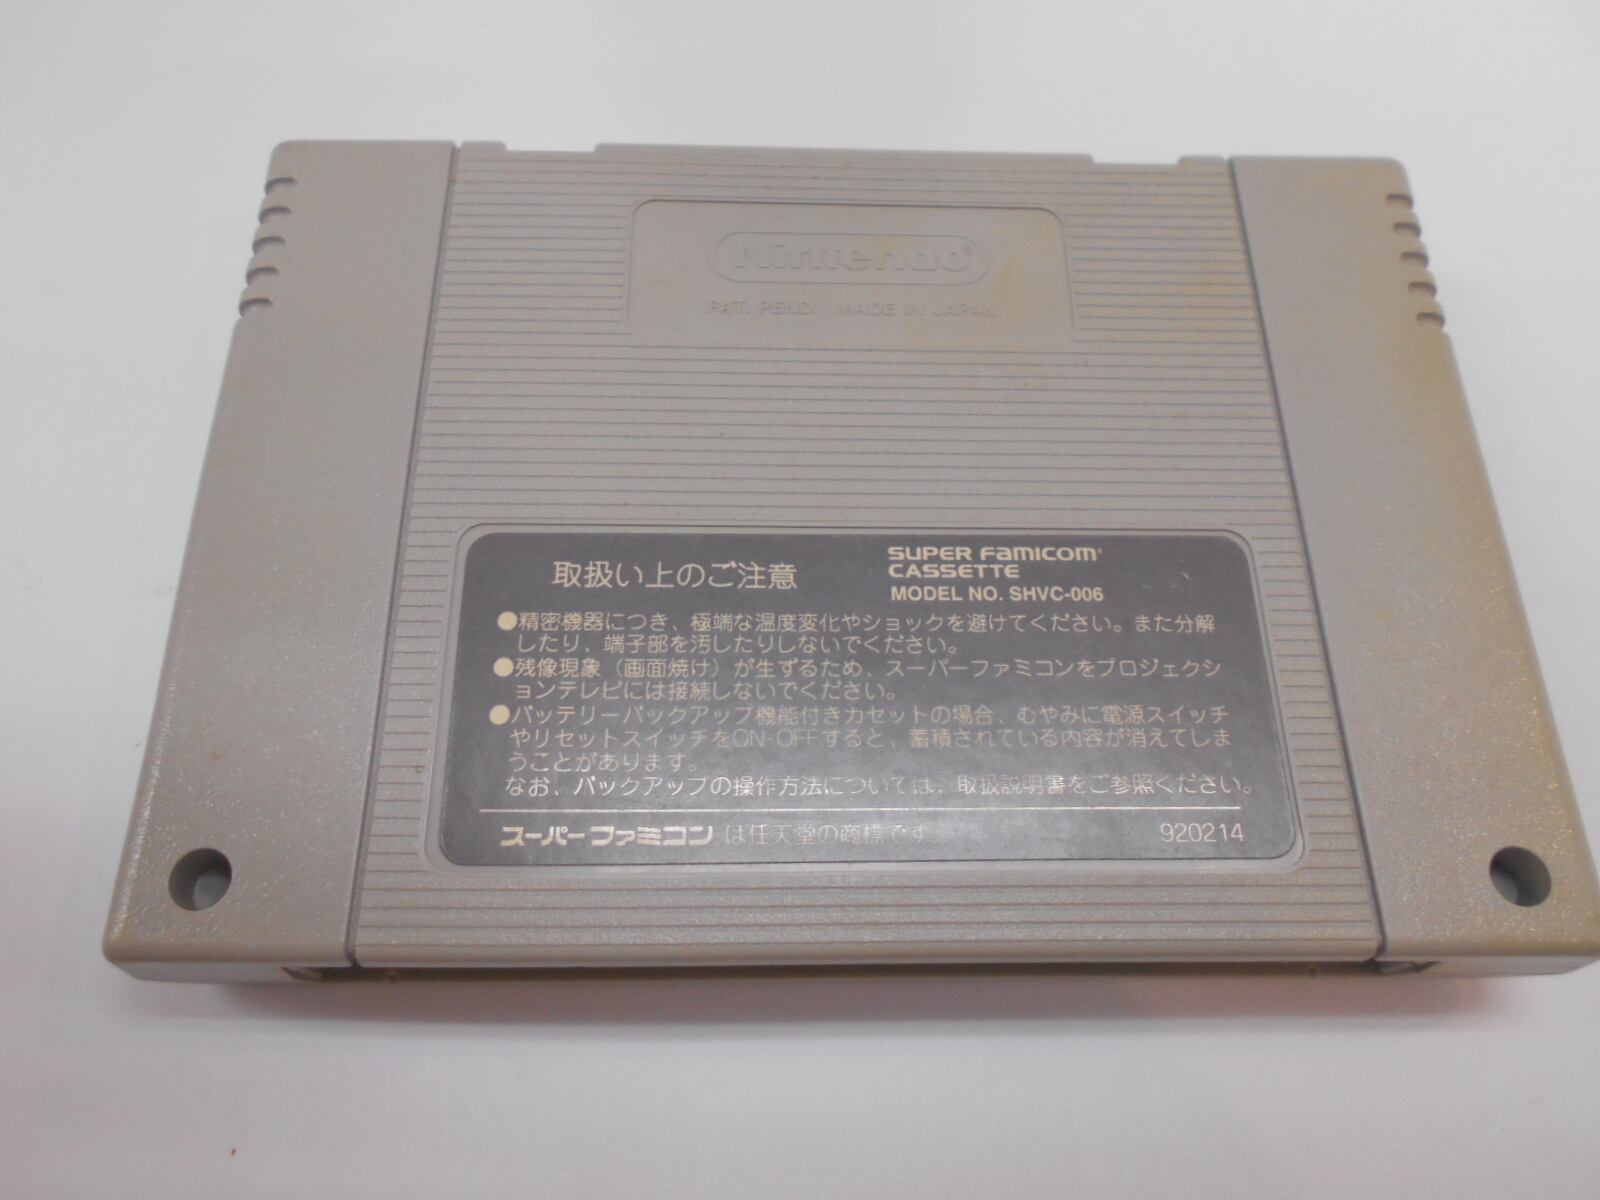 Nintendo®
PAT. PEND. MADE IN JAPAN
取扱い上のご注意
SUPER FAMICOM
CASSETTE
MODEL NO. SHVC-006
●精密機器につき、極端な温度変化やショックを避けてください。また分解
したり、端子部を汚したりしないでください。
●残像現象（画面焼け）が生ずるため、スーパーファミコンをプロジェクシ
ョンテレビには接続しないでください。
●バッテリーバックアップ機能付きカセットの場合、むやみに電源スイッチ
やリセットスイッチをON・OFFすると、蓄積されている内容が消えてしま
うことがあります。
なお、バックアップの操作方法については、取扱説明書をご参照ください。
スーパーファミコン は任天堂の商標です。
920214